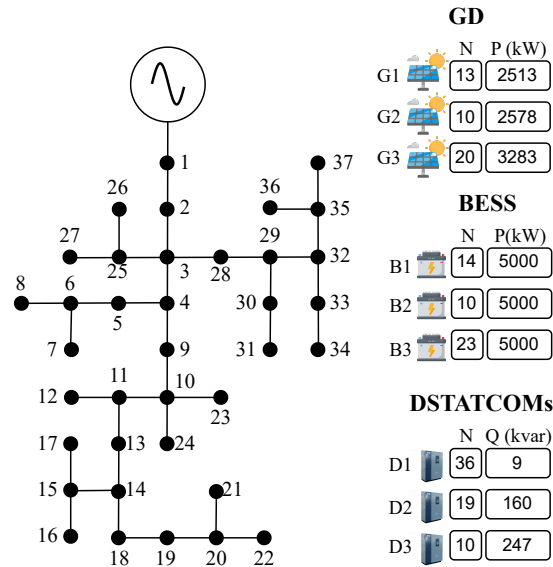 GD
N P (kW)
G1 13 2513
G2 10 2578
G3 20 3283
BESS
N P(kW)
B1 14 5000
B2 10 5000
B3 23 5000
DSTATCOMs
N Q (kvar)
D1 36 9
D2 19 160
D3 10 247
1
37
26
36
2
35
27
29
25
3
28
32
8
6
4
30
33
5
7
9
31
34
11
10
12
23
17
13
24
15
14
21
16
18
19
20
22